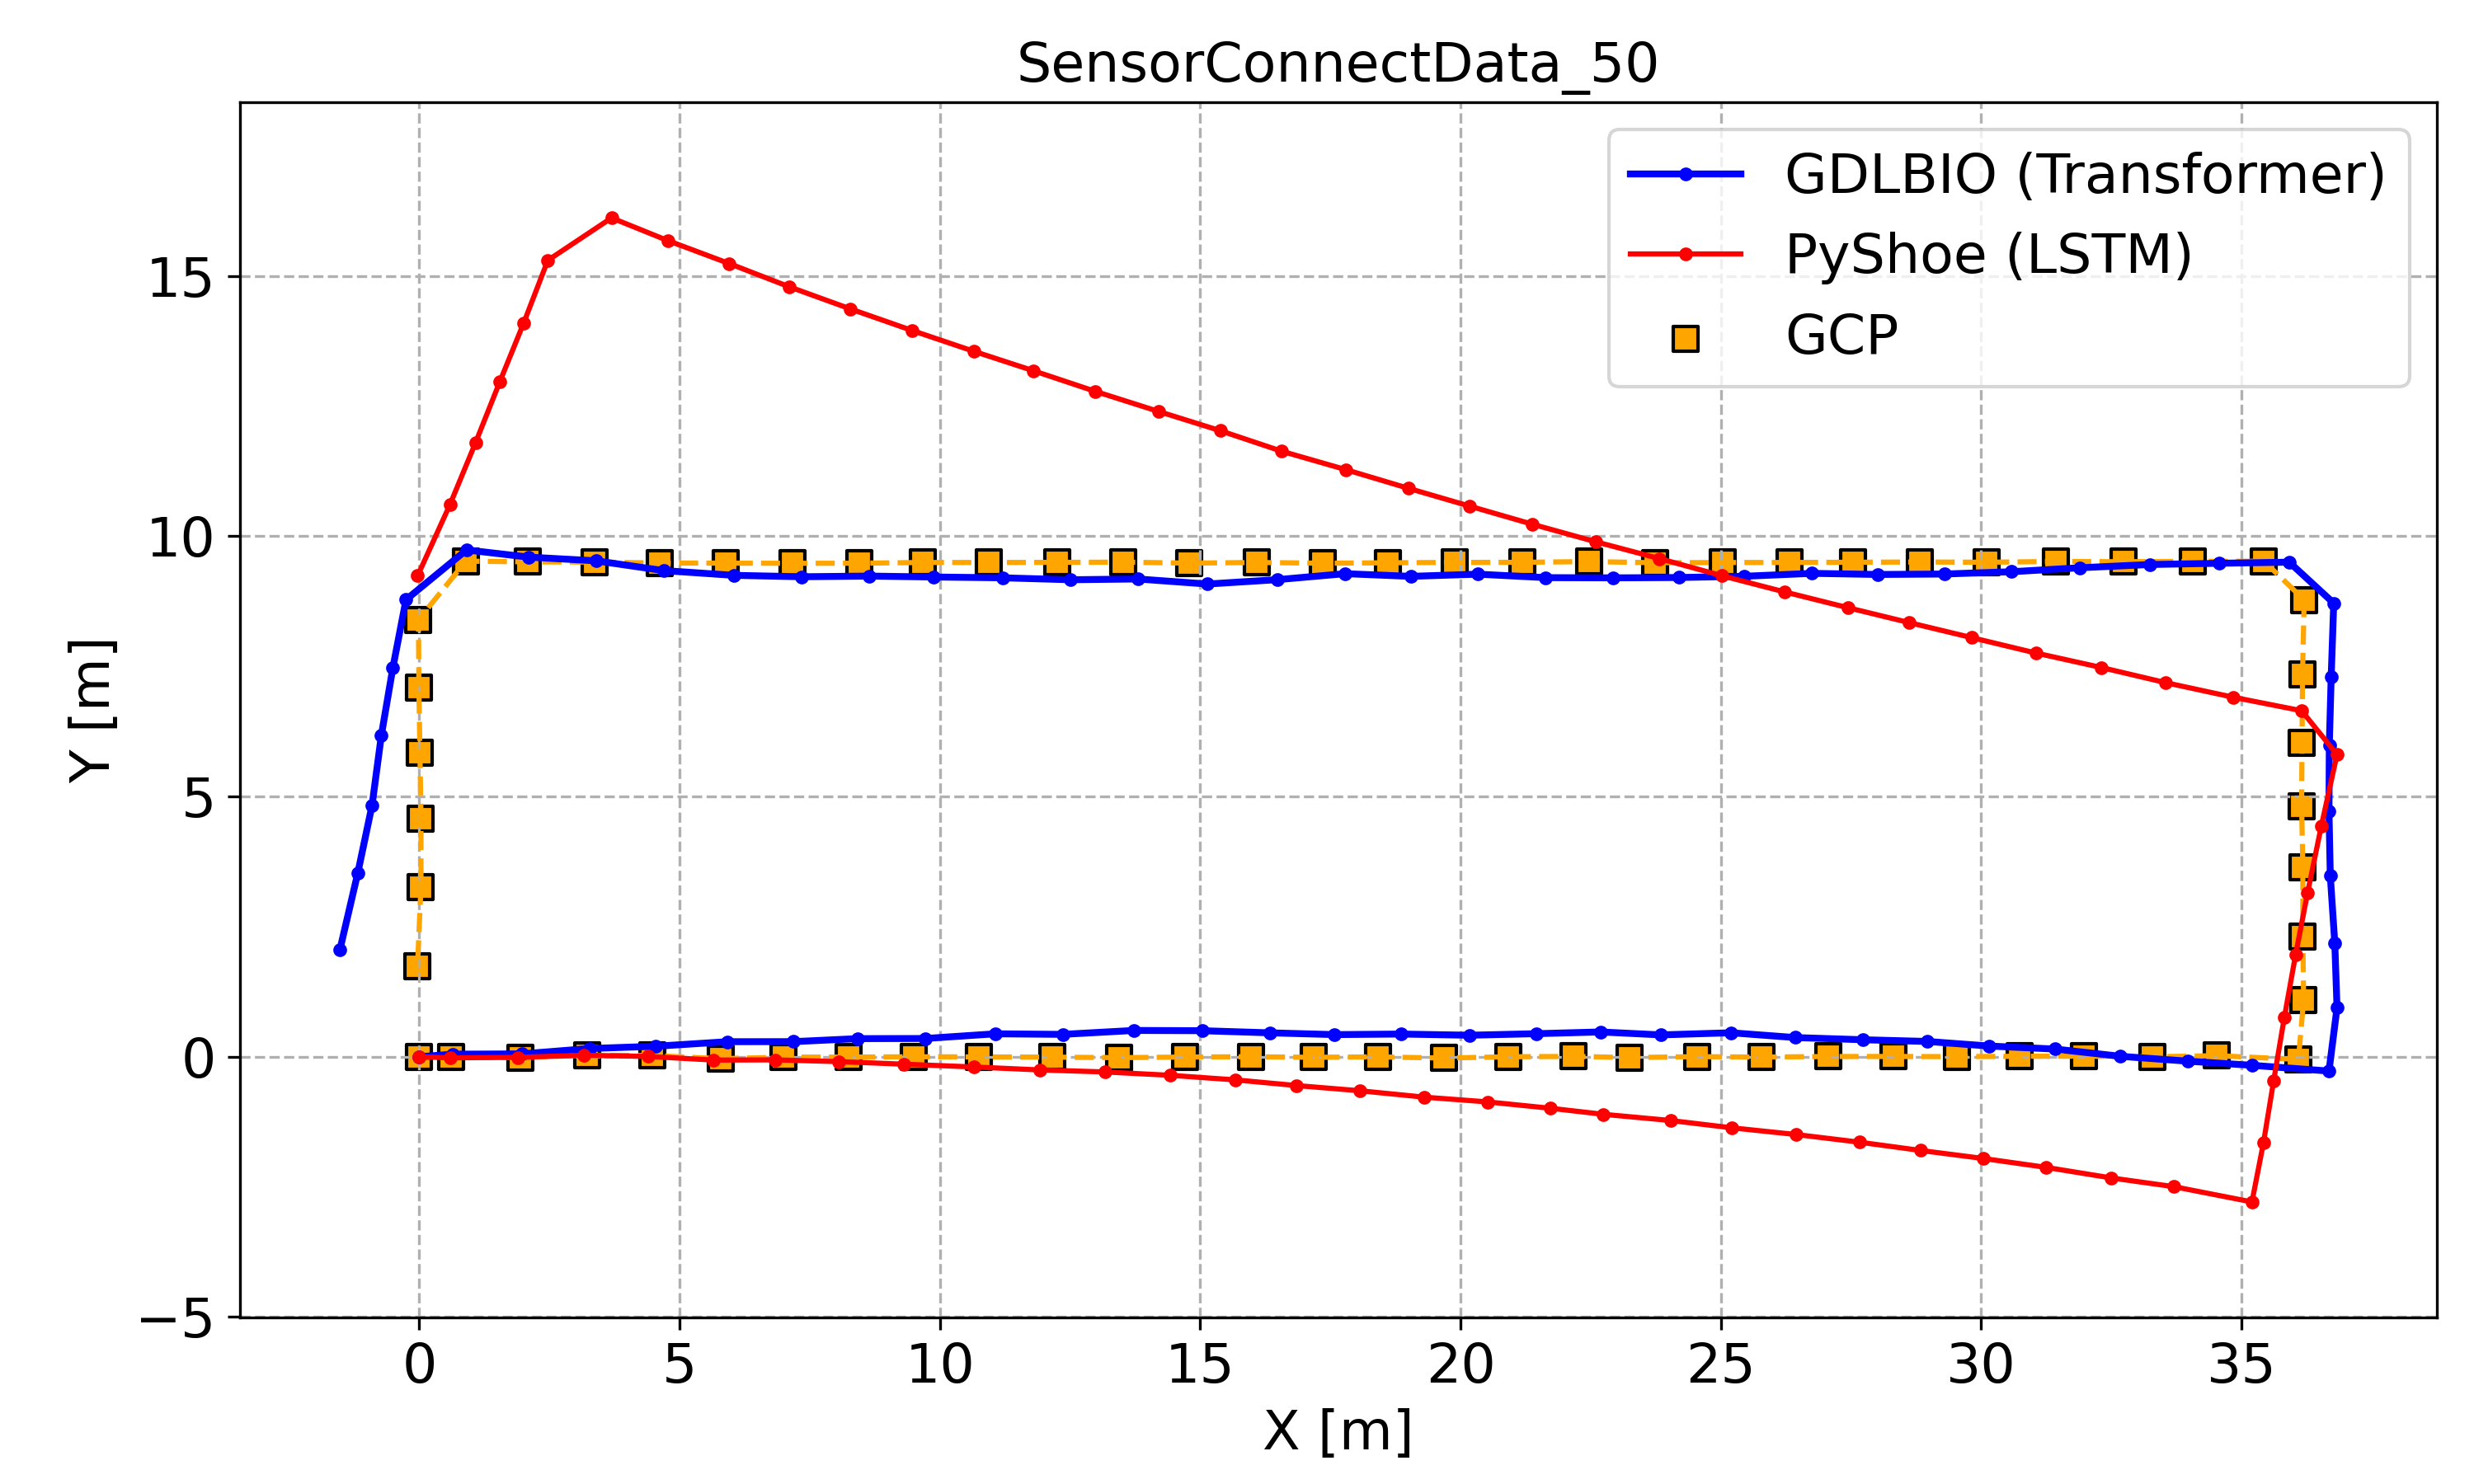 SensorConnectData_50
GDLBIO (Transformer)
PyShoe (LSTM)
GCP
Y [m]
15
10
5
0
−5
0 5 10 15 20 25 30 35
X [m]